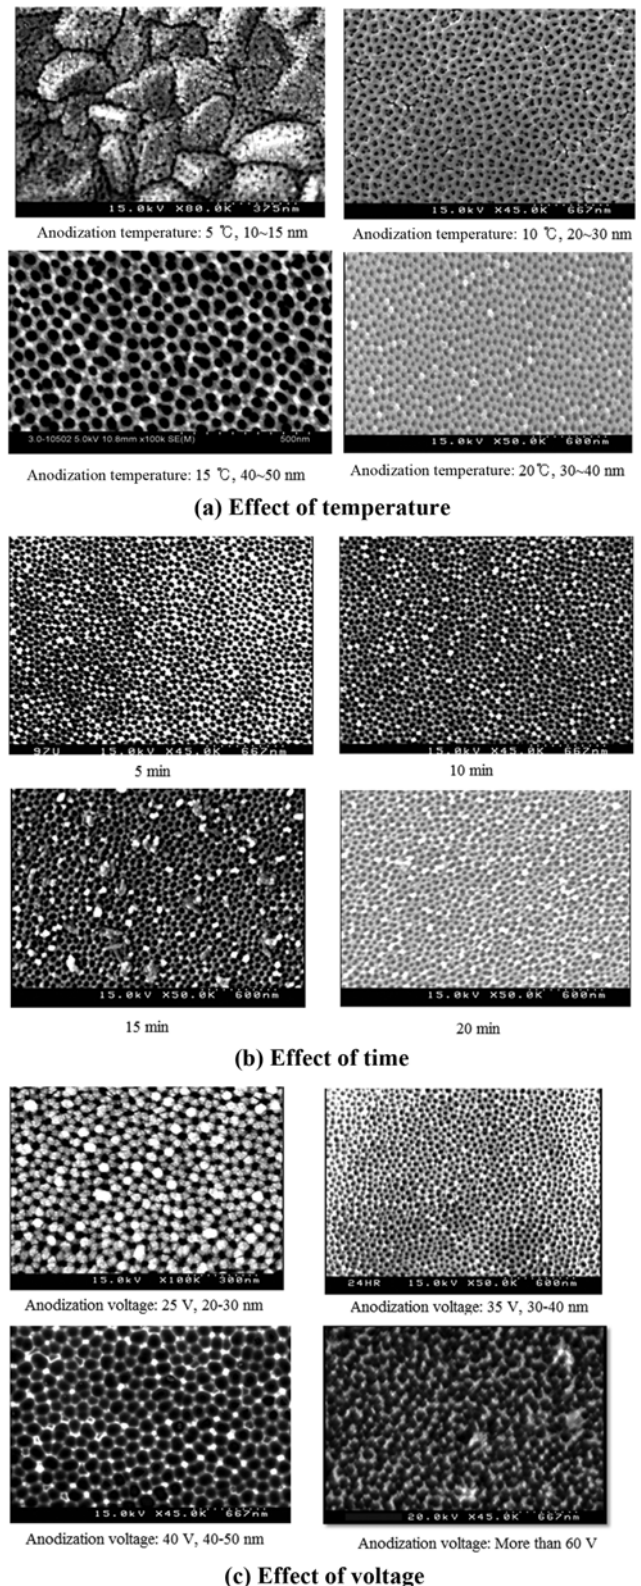 15.0kV X80.0K 375nm
15.0kV X45.0K 667nm
Anodization temperature: 5 ℃, 10~15 nm
Anodization temperature: 10 ℃, 20~30 nm
3.0-10502 5.0kV 10.8mm x100k SE(M) 500nm
15.0kV X50.0K 600nm
Anodization temperature: 15 ℃, 40~50 nm
Anodization temperature: 20℃, 30~40 nm
(a) Effect of temperature
97U 15.0kV X45.0K 667nm
15.0kV X45.0K 667nm
5 min
10 min
15.0kV X50.0K 600nm
15.0kV X50.0K 600nm
15 min
20 min
(b) Effect of time
15.0kV X100K 300nm
24HR 15.0kV X50.0K 600nm
Anodization voltage: 25 V, 20-30 nm
Anodization voltage: 35 V, 30-40 nm
15.0kV X45.0K 667nm
20.0kV X45.0K 667nm
Anodization voltage: 40 V, 40-50 nm
Anodization voltage: More than 60 V
(c) Effect of voltage